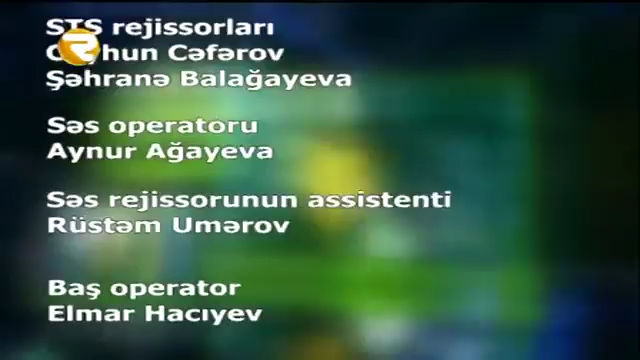 STS rejissorları
Cəfərov
Şəhranə Balağayeva
Səs operatoru
Aynur Ağayeva
Səs rejissorunun assistenti
Rüstəm Umərov
Baş operator
Elmar Hacıyev